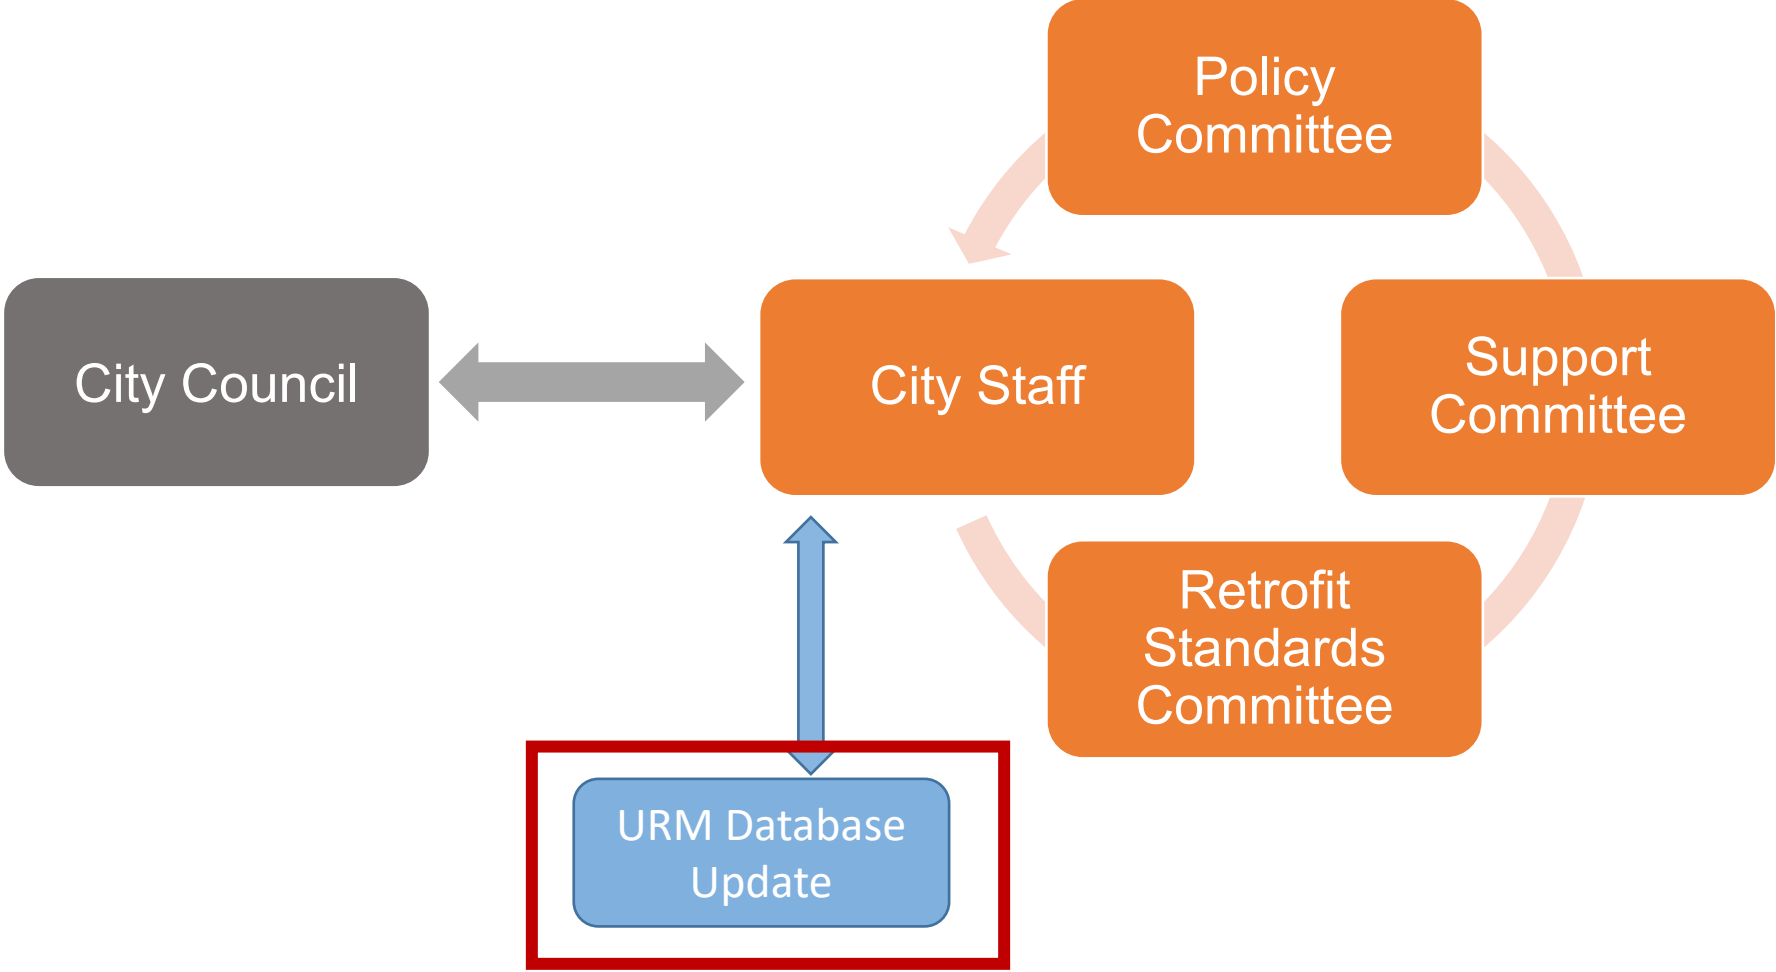 Policy
Committee
City Council
City Staff
Support
Committee
Retrofit
Standards
Committee
URM Database
Update